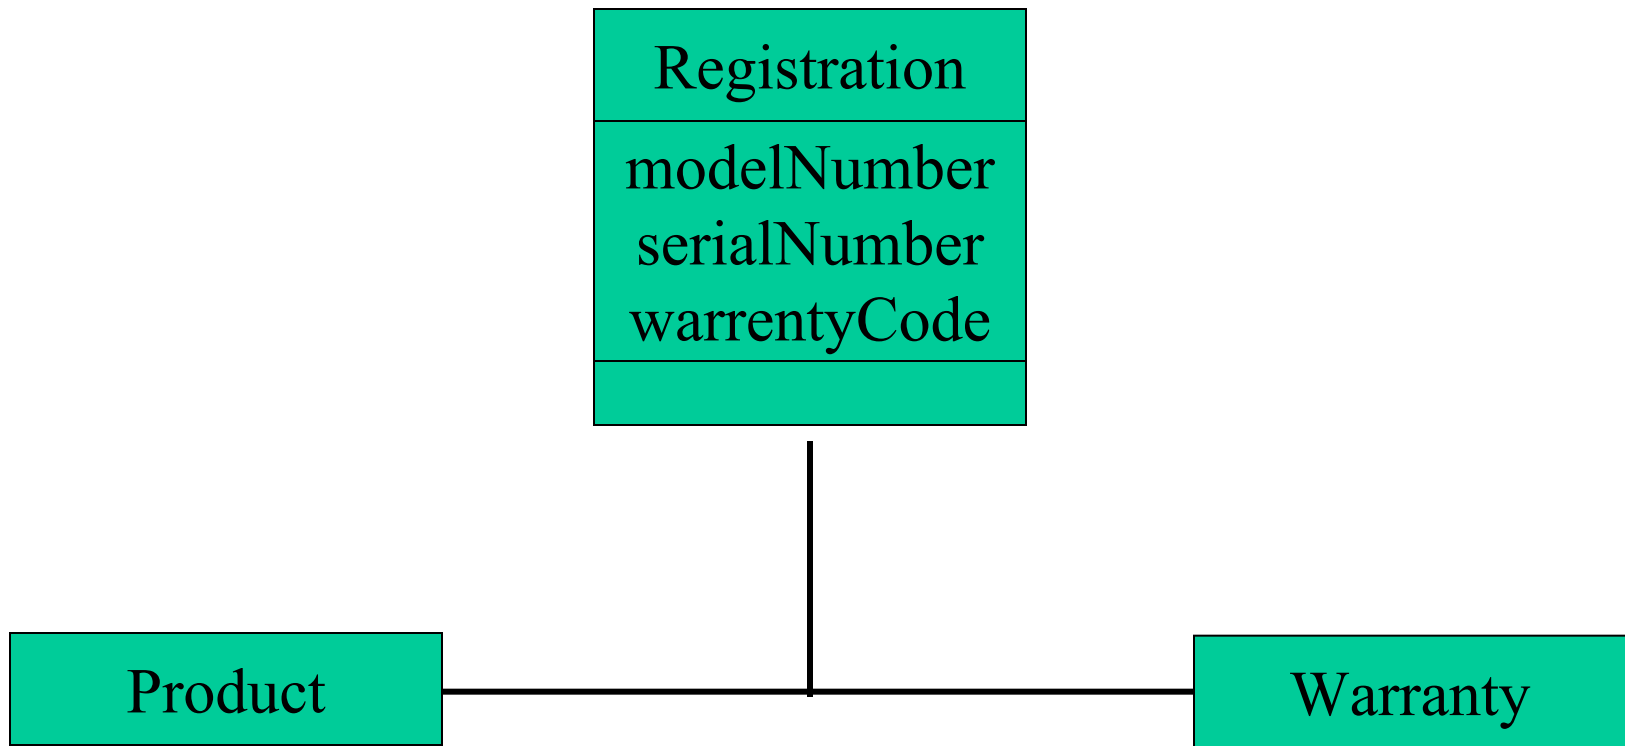 Registration
modelNumber
serialNumber
warrentyCode
Product
Warranty